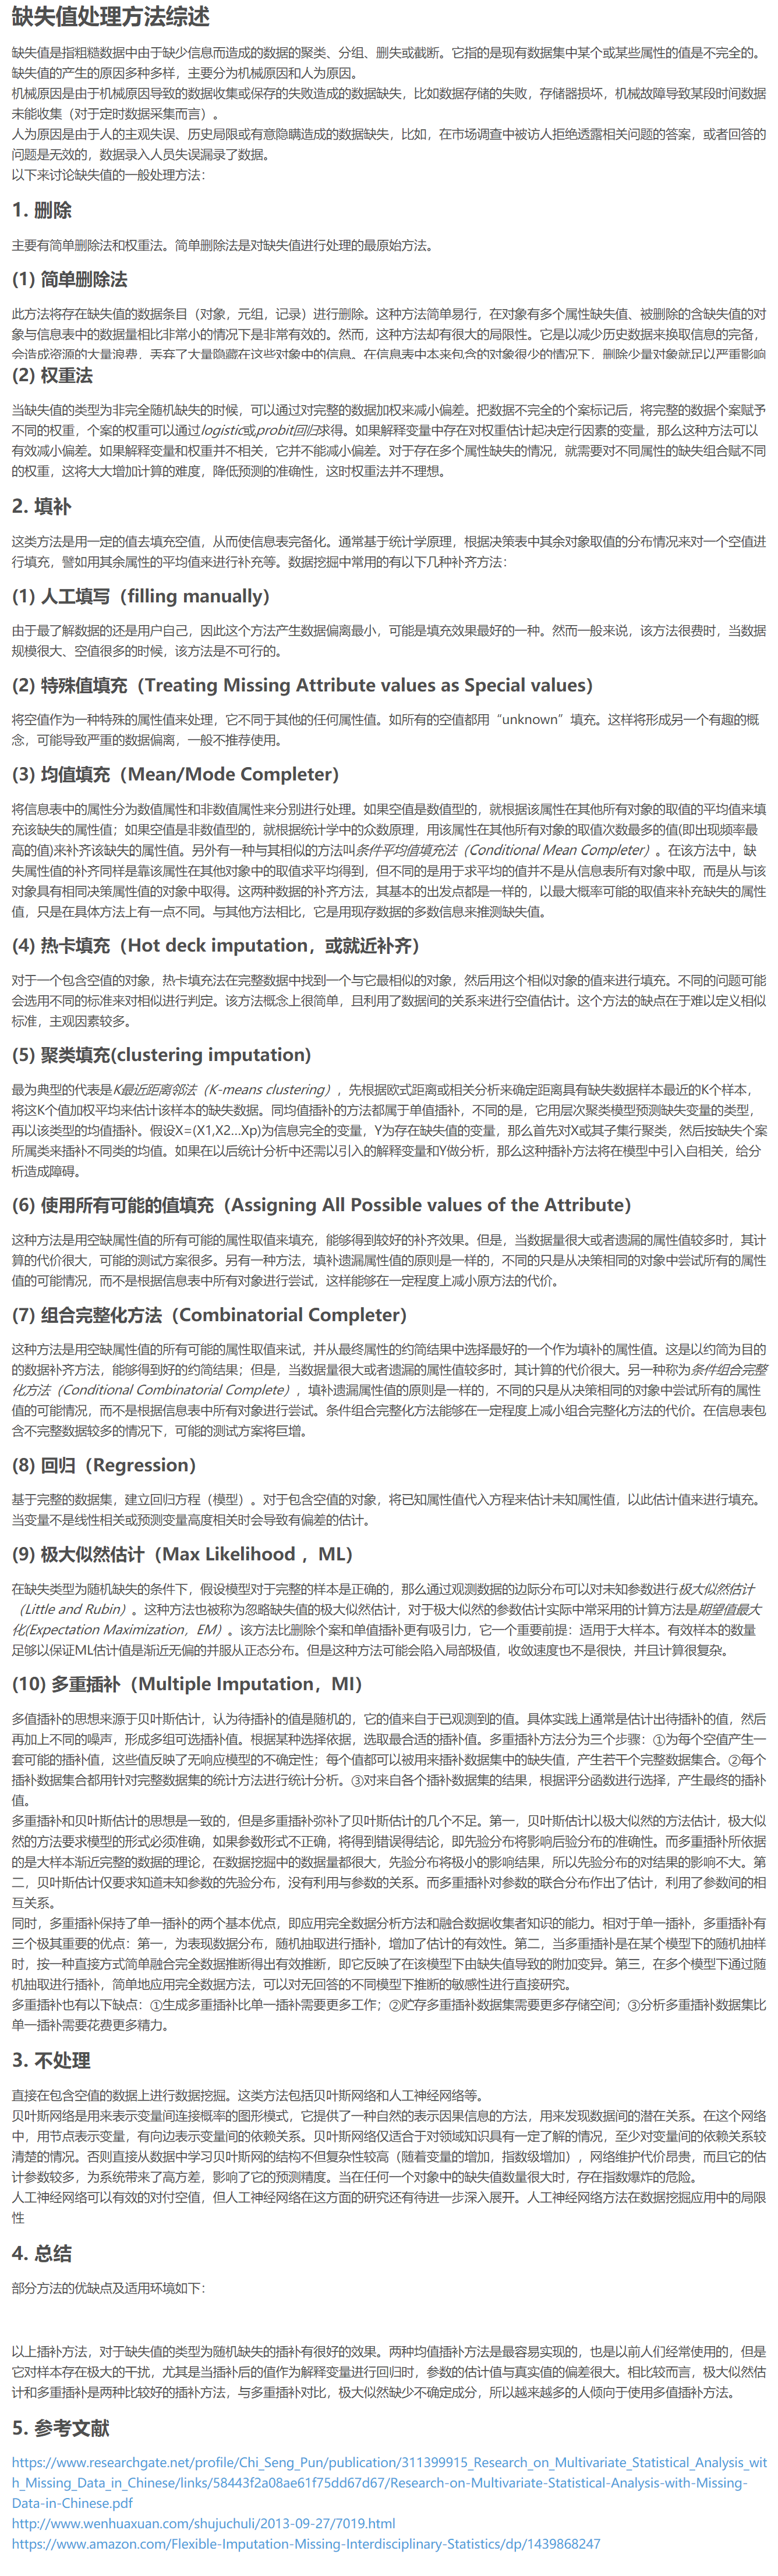 缺失值处理方法综述
缺失值是指粗糙数据中由于缺少信息而造成的数据的聚类、分组、删失或截断。它指的是现有数据集中某个或某些属性的值是不完全的。
缺失值的产生的原因多种多样，主要分为机械原因和人为原因。
机械原因是由于机械原因导致的数据收集或保存的失败造成的数据缺失，比如数据存储的失败，存储器损坏，机械故障导致某段时间数据
未能收集（对于定时数据采集而言）。
人为原因是由于人的主观失误、历史局限或有意隐瞒造成的数据缺失，比如，在市场调查中被访人拒绝透露相关问题的答案，或者回答的
问题是无效的，数据录入人员失误漏录了数据。
以下来讨论缺失值的一般处理方法：
1. 删除
主要有简单删除法和权重法。简单删除法是对缺失值进行处理的最原始方法。
(1) 简单删除法
此方法将存在缺失值的数据条目（对象，元组，记录）进行删除。这种方法简单易行，在对象有多个属性缺失值、被删除的含缺失值的对
象与信息表中的数据量相比非常小的情况下是非常有效的。然而，这种方法却有很大的局限性。它是以减少历史数据来换取信息的完备，
会造成资源的大量浪费，丢弃了大量隐藏在这些对象中的信息。在信息表中本来包含的对象很少的情况下，删除少量对象就足以严重影响
(2) 权重法
当缺失值的类型为非完全随机缺失的时候，可以通过对完整的数据加权来减小偏差。把数据不完全的个案标记后，将完整的数据个案赋予
不同的权重，个案的权重可以通过logistic或probit回归求得。如果解释变量中存在对权重估计起决定行因素的变量，那么这种方法可以
有效减小偏差。如果解释变量和权重并不相关，它并不能减小偏差。对于存在多个属性缺失的情况，就需要对不同属性的缺失组合赋不同
的权重，这将大大增加计算的难度，降低预测的准确性，这时权重法并不理想。
2. 填补
这类方法是用一定的值去填充空值，从而使信息表完备化。通常基于统计学原理，根据决策表中其余对象取值的分布情况来对一个空值进
行填充，譬如用其余属性的平均值来进行补充等。数据挖掘中常用的有以下几种补齐方法：
(1) 人工填写（filling manually）
由于最了解数据的还是用户自己，因此这个方法产生数据偏离最小，可能是填充效果最好的一种。然而一般来说，该方法很费时，当数据
规模很大、空值很多的时候，该方法是不可行的。
(2) 特殊值填充（Treating Missing Attribute values as Special values）
将空值作为一种特殊的属性值来处理，它不同于其他的任何属性值。如所有的空值都用“unknown”填充。这样将形成另一个有趣的概
念，可能导致严重的数据偏离，一般不推荐使用。
(3) 均值填充（Mean/Mode Completer）
将信息表中的属性分为数值属性和非数值属性来分别进行处理。如果空值是数值型的，就根据该属性在其他所有对象的取值的平均值来填
充该缺失的属性值；如果空值是非数值型的，就根据统计学中的众数原理，用该属性在其他所有对象的取值次数最多的值(即出现频率最
高的值)来补齐该缺失的属性值。另外有一种与其相似的方法叫条件平均值填充法（Conditional Mean Completer）。在该方法中，缺
失属性值的补齐同样是靠该属性在其他对象中的取值求平均得到，但不同的是用于求平均的值并不是从信息表所有对象中取，而是从与该
对象具有相同决策属性值的对象中取得。这两种数据的补齐方法，其基本的出发点都是一样的，以最大概率可能的取值来补充缺失的属性
值，只是在具体方法上有一点不同。与其他方法相比，它是用现存数据的多数信息来推测缺失值。
(4) 热卡填充（Hot deck imputation，或就近补齐）
对于一个包含空值的对象，热卡填充法在完整数据中找到一个与它最相似的对象，然后用这个相似对象的值来进行填充。不同的问题可能
会选用不同的标准来对相似进行判定。该方法概念上很简单，且利用了数据间的关系来进行空值估计。这个方法的缺点在于难以定义相似
标准，主观因素较多。
(5) 聚类填充(clustering imputation)
最为典型的代表是K最近距离邻法（K-means clustering），先根据欧式距离或相关分析来确定距离具有缺失数据样本最近的K个样本，
将这K个值加权平均来估计该样本的缺失数据。同均值插补的方法都属于单值插补，不同的是，它用层次聚类模型预测缺失变量的类型，
再以该类型的均值插补。假设X=(X1,X2…Xp)为信息完全的变量，Y为存在缺失值的变量，那么首先对X或其子集行聚类，然后按缺失个案
所属类来插补不同类的均值。如果在以后统计分析中还需以引入的解释变量和Y做分析，那么这种插补方法将在模型中引入自相关，给分
析造成障碍。
(6) 使用所有可能的值填充（Assigning All Possible values of the Attribute）
这种方法是用空缺属性值的所有可能的属性取值来填充，能够得到较好的补齐效果。但是，当数据量很大或者遗漏的属性值较多时，其计
算的代价很大，可能的测试方案很多。另有一种方法，填补遗漏属性值的原则是一样的，不同的只是从决策相同的对象中尝试所有的属性
值的可能情况，而不是根据信息表中所有对象进行尝试，这样能够在一定程度上减小原方法的代价。
(7) 组合完整化方法（Combinatorial Completer）
这种方法是用空缺属性值的所有可能的属性取值来试，并从最终属性的约简结果中选择最好的一个作为填补的属性值。这是以约简为目的
的数据补齐方法，能够得到好的约简结果；但是，当数据量很大或者遗漏的属性值较多时，其计算的代价很大。另一种称为条件组合完整
化方法（Conditional Combinatorial Complete），填补遗漏属性值的原则是一样的，不同的只是从决策相同的对象中尝试所有的属性
值的可能情况，而不是根据信息表中所有对象进行尝试。条件组合完整化方法能够在一定程度上减小组合完整化方法的代价。在信息表包
含不完整数据较多的情况下，可能的测试方案将巨增。
(8) 回归（Regression）
基于完整的数据集，建立回归方程（模型）。对于包含空值的对象，将已知属性值代入方程来估计未知属性值，以此估计值来进行填充。
当变量不是线性相关或预测变量高度相关时会导致有偏差的估计。
(9) 极大似然估计（Max Likelihood ，ML）
在缺失类型为随机缺失的条件下，假设模型对于完整的样本是正确的，那么通过观测数据的边际分布可以对未知参数进行极大似然估计
（Little and Rubin）。这种方法也被称为忽略缺失值的极大似然估计，对于极大似然的参数估计实际中常采用的计算方法是期望值最大
化(Expectation Maximization，EM）。该方法比删除个案和单值插补更有吸引力，它一个重要前提：适用于大样本。有效样本的数量
足够以保证ML估计值是渐近无偏的并服从正态分布。但是这种方法可能会陷入局部极值，收敛速度也不是很快，并且计算很复杂。
(10) 多重插补（Multiple Imputation，MI）
多值插补的思想来源于贝叶斯估计，认为待插补的值是随机的，它的值来自于已观测到的值。具体实践上通常是估计出待插补的值，然后
再加上不同的噪声，形成多组可选插补值。根据某种选择依据，选取最合适的插补值。多重插补方法分为三个步骤：①为每个空值产生一
套可能的插补值，这些值反映了无响应模型的不确定性；每个值都可以被用来插补数据集中的缺失值，产生若干个完整数据集合。②每个
插补数据集合都用针对完整数据集的统计方法进行统计分析。③对来自各个插补数据集的结果，根据评分函数进行选择，产生最终的插补
值。
多重插补和贝叶斯估计的思想是一致的，但是多重插补弥补了贝叶斯估计的几个不足。第一，贝叶斯估计以极大似然的方法估计，极大似
然的方法要求模型的形式必须准确，如果参数形式不正确，将得到错误得结论，即先验分布将影响后验分布的准确性。而多重插补所依据
的是大样本渐近完整的数据的理论，在数据挖掘中的数据量都很大，先验分布将极小的影响结果，所以先验分布的对结果的影响不大。第
二，贝叶斯估计仅要求知道未知参数的先验分布，没有利用与参数的关系。而多重插补对参数的联合分布作出了估计，利用了参数间的相
互关系。
同时，多重插补保持了单一插补的两个基本优点，即应用完全数据分析方法和融合数据收集者知识的能力。相对于单一插补，多重插补有
三个极其重要的优点：第一，为表现数据分布，随机抽取进行插补，增加了估计的有效性。第二，当多重插补是在某个模型下的随机抽样
时，按一种直接方式简单融合完全数据推断得出有效推断，即它反映了在该模型下由缺失值导致的附加变异。第三，在多个模型下通过随
机抽取进行插补，简单地应用完全数据方法，可以对无回答的不同模型下推断的敏感性进行直接研究。
多重插补也有以下缺点：①生成多重插补比单一插补需要更多工作；②贮存多重插补数据集需要更多存储空间；③分析多重插补数据集比
单一插补需要花费更多精力。
3. 不处理
直接在包含空值的数据上进行数据挖掘。这类方法包括贝叶斯网络和人工神经网络等。
贝叶斯网络是用来表示变量间连接概率的图形模式，它提供了一种自然的表示因果信息的方法，用来发现数据间的潜在关系。在这个网络
中，用节点表示变量，有向边表示变量间的依赖关系。贝叶斯网络仅适合于对领域知识具有一定了解的情况，至少对变量间的依赖关系较
清楚的情况。否则直接从数据中学习贝叶斯网的结构不但复杂性较高（随着变量的增加，指数级增加），网络维护代价昂贵，而且它的估
计参数较多，为系统带来了高方差，影响了它的预测精度。当在任何一个对象中的缺失值数量很大时，存在指数爆炸的危险。
人工神经网络可以有效的对付空值，但人工神经网络在这方面的研究还有待进一步深入展开。人工神经网络方法在数据挖掘应用中的局限
性
4. 总结
部分方法的优缺点及适用环境如下：
以上插补方法，对于缺失值的类型为随机缺失的插补有很好的效果。两种均值插补方法是最容易实现的，也是以前人们经常使用的，但是
它对样本存在极大的干扰，尤其是当插补后的值作为解释变量进行回归时，参数的估计值与真实值的偏差很大。相比较而言，极大似然估
计和多重插补是两种比较好的插补方法，与多重插补对比，极大似然缺少不确定成分，所以越来越多的人倾向于使用多值插补方法。
5. 参考文献
https://www.researchgate.net/profile/Chi_Seng_Pun/publication/311399915_Research_on_Multivariate_Statistical_Analysis_wit
h_Missing_Data_in_Chinese/links/58443f2a08ae61f75dd67d67/Research-on-Multivariate-Statistical-Analysis-with-Missing-
Data-in-Chinese.pdf
http://www.wenhuaxuan.com/shujuchuli/2013-09-27/7019.html
https://www.amazon.com/Flexible-Imputation-Missing-Interdisciplinary-Statistics/dp/1439868247